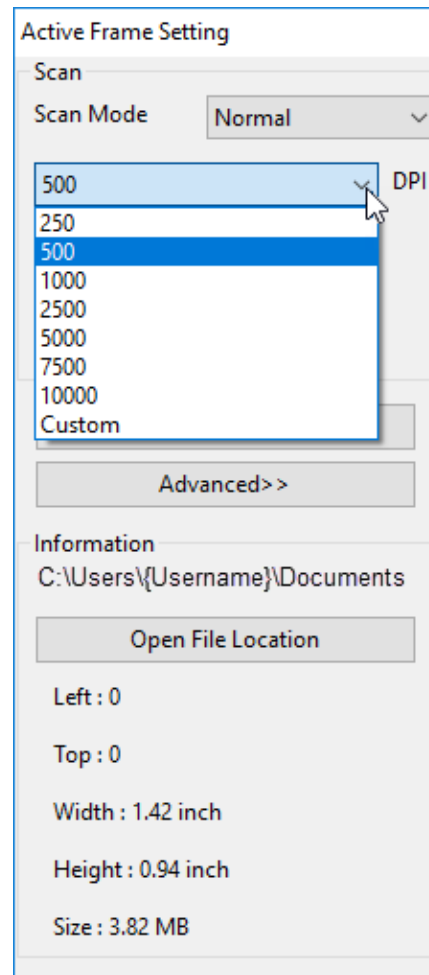 Active Frame Setting
Scan
Scan Mode Normal
500 DPI
250
500
1000
2500
5000
7500
10000
Custom
Advanced>>
Information
C:\Users\{Username}\Documents
Open File Location
Left : 0
Top : 0
Width : 1.42 inch
Height : 0.94 inch
Size : 3.82 MB